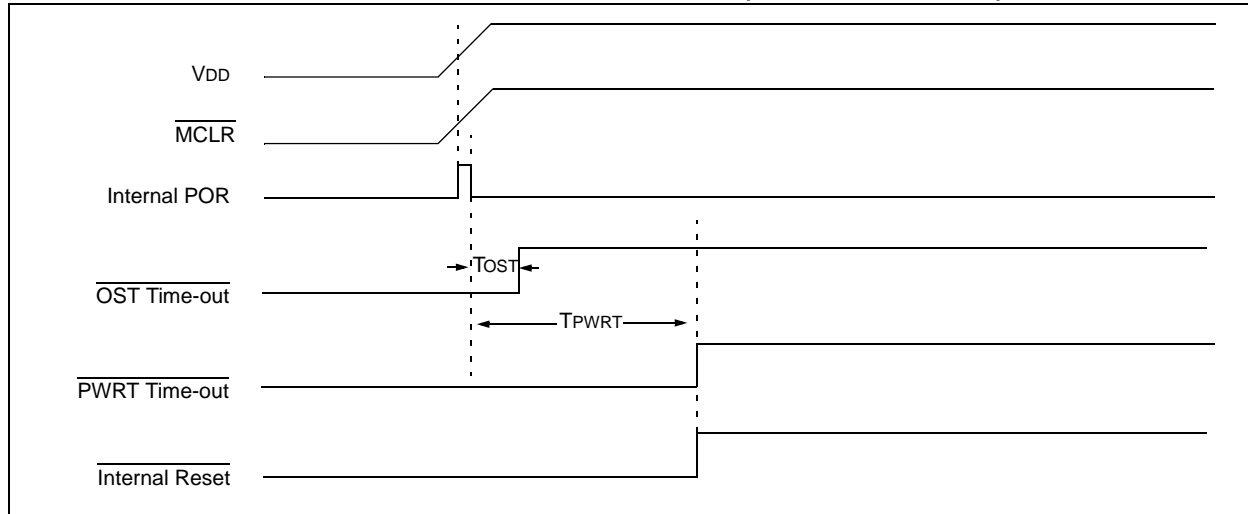 VDD
MCLR
Internal POR
TOST
OST Time-out
TPWRT
PWRT Time-out
Internal Reset